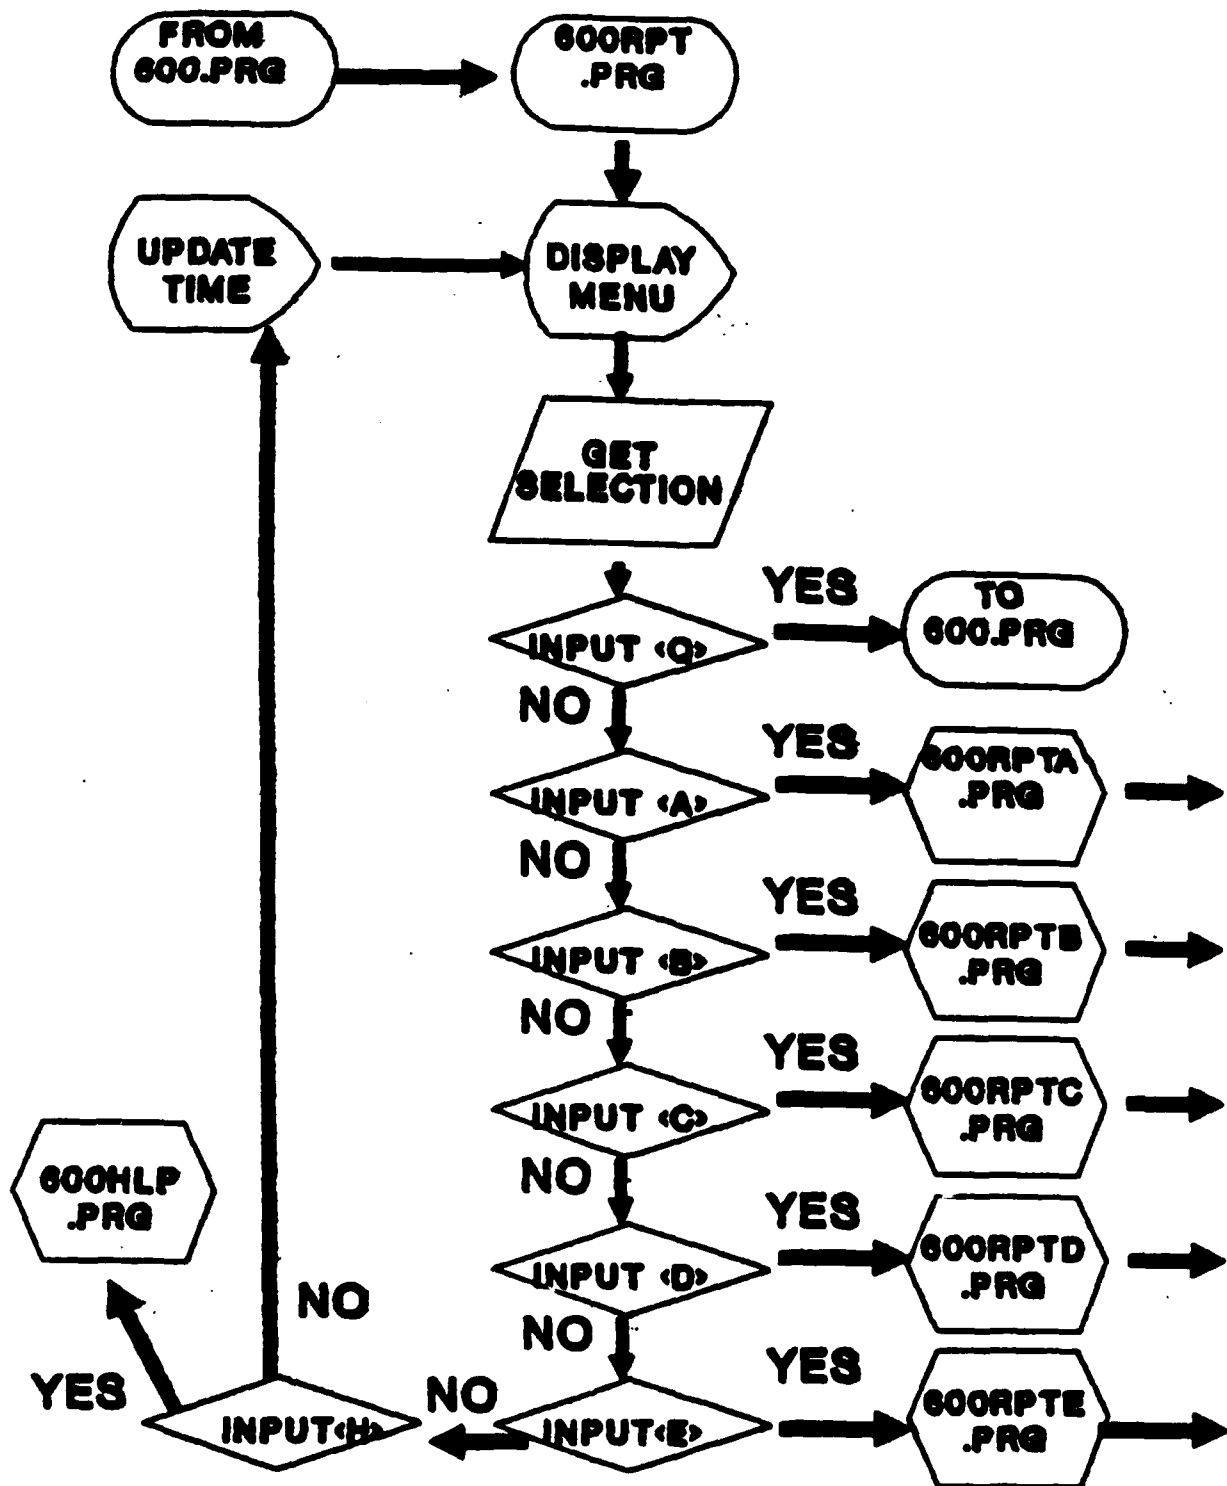 FROM
600.PRG
600RPT
.PRG
UPDATE
TIME
DISPLAY
MENU
GET
SELECTION
INPUT <Q>
YES
TO
600.PRG
NO
INPUT <A>
YES
600RPTA
.PRG
NO
INPUT <B>
YES
600RPTB
.PRG
NO
INPUT <C>
YES
600RPTC
.PRG
NO
INPUT <D>
YES
600RPTD
.PRG
NO
INPUT<E>
YES
600RPTE
.PRG
NO
INPUT<H>
NO
YES
600HLP
.PRG